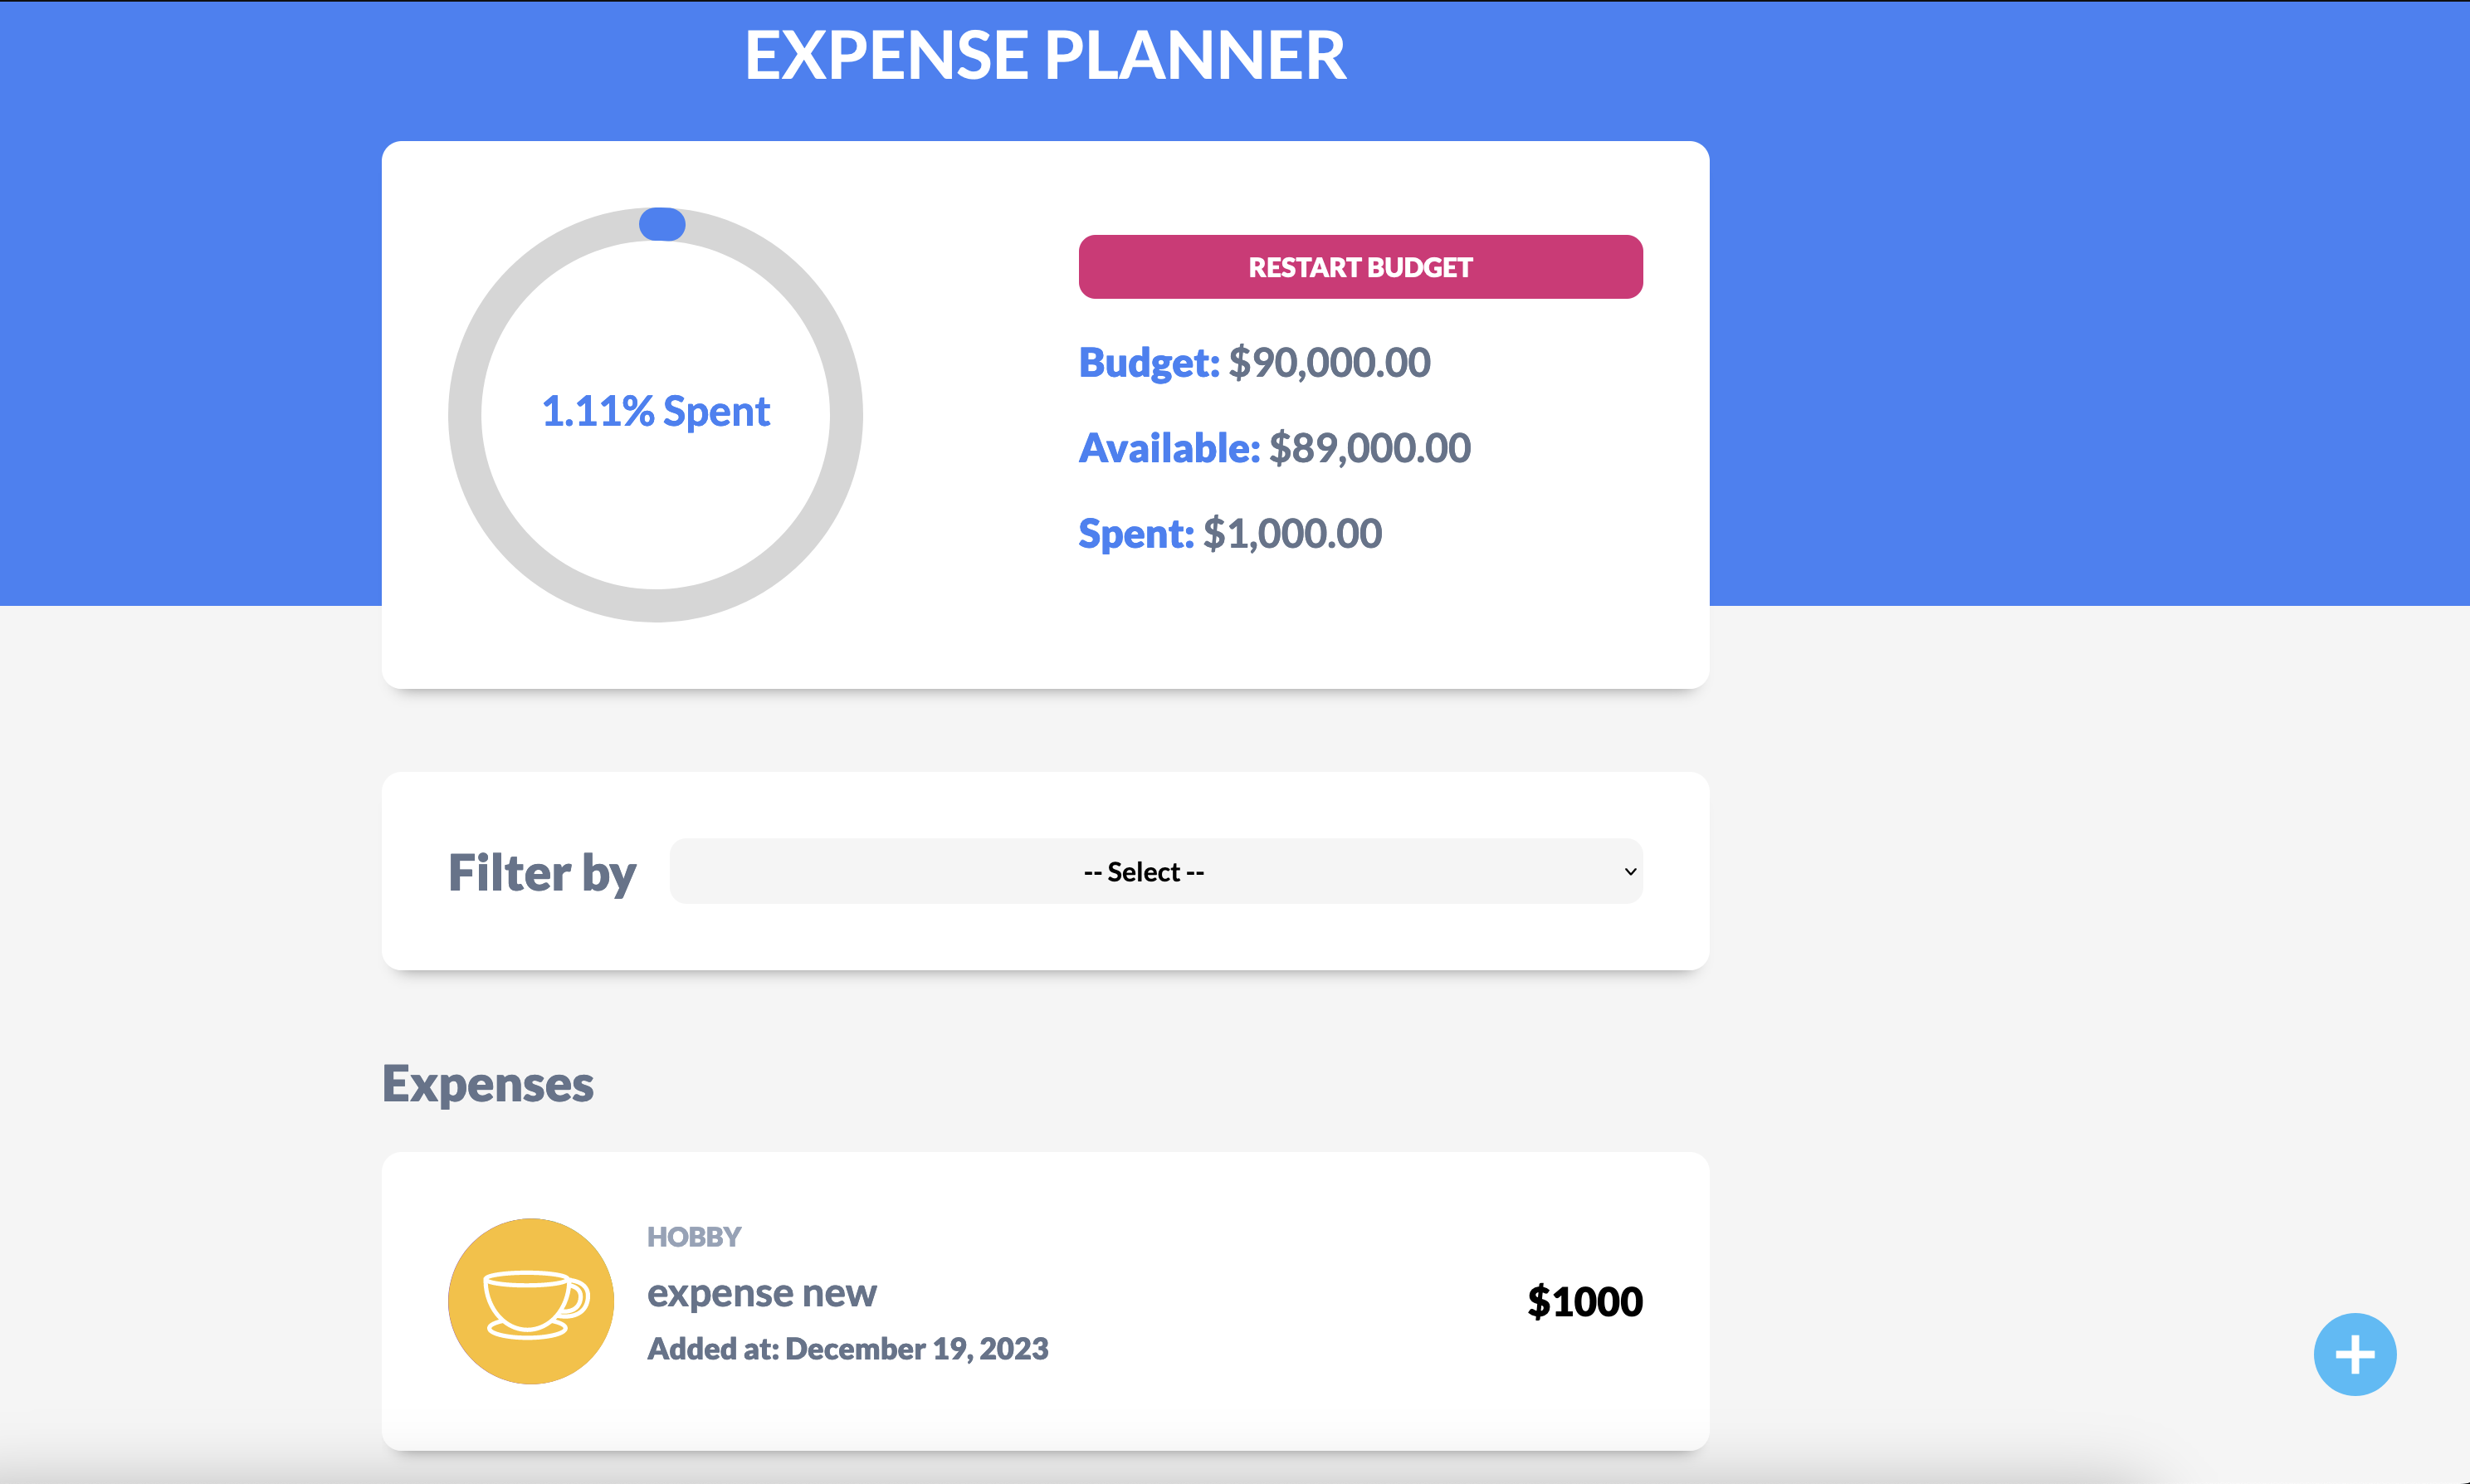 EXPENSE PLANNER
1.11% Spent
RESTART BUDGET
Budget: $90,000.00
Available: $89,000.00
Spent: $1,000.00
Filter by
-- Select --
Expenses
HOBBY
expense new
Added at: December 19, 2023
$1000